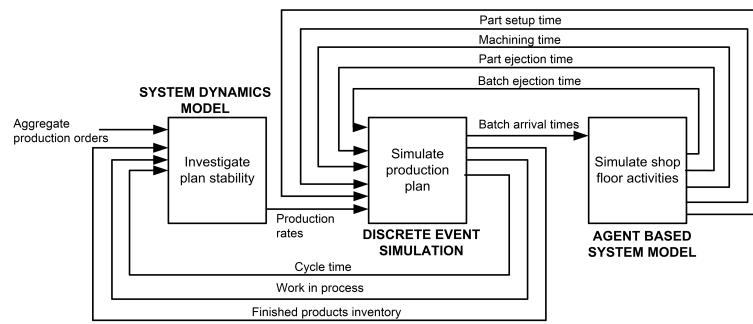 Part setup time
Machining time
Part ejection time
Batch ejection time
SYSTEM DYNAMICS
MODEL
Aggregate
production orders
Investigate
plan stability
Simulate
production
plan
Batch arrival times
Simulate shop
floor activities
Production
rates
DISCRETE EVENT
SIMULATION
AGENT BASED
SYSTEM MODEL
Cycle time
Work in process
Finished products inventory